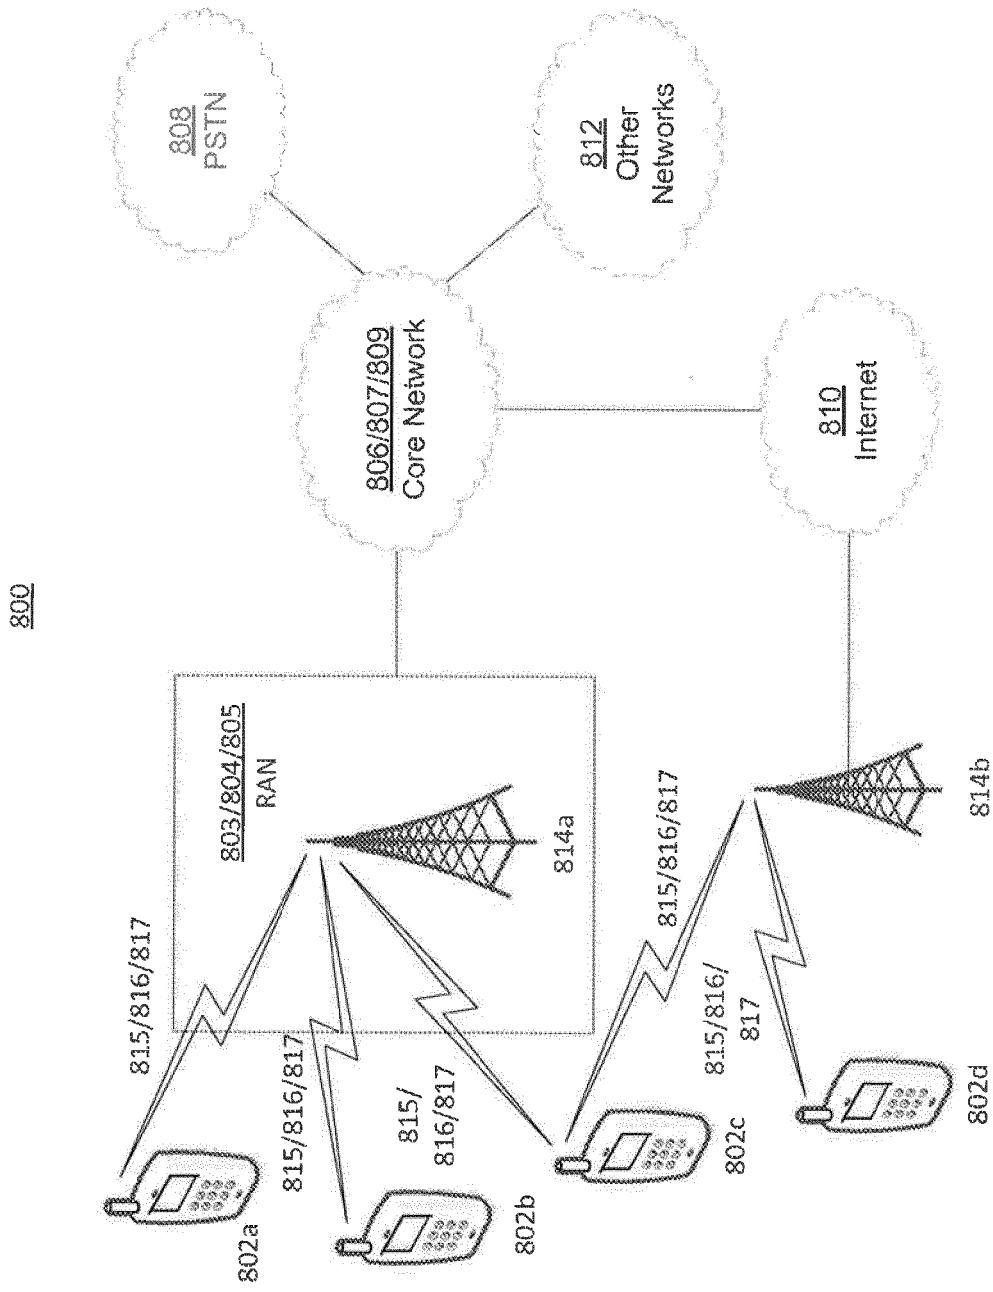 800
808
PSTN
812
Other
Networks
806/807/809
Core Network
810
Internet
803/804/805
RAN
814a
814b
815/816/817
815/816/817
815/
816/817
815/816/817
815/816/
817
802a
802b
802c
802d